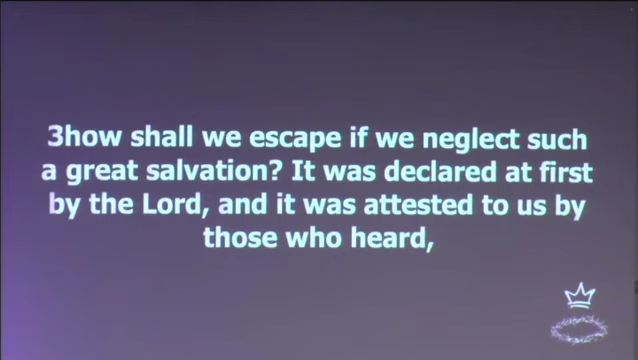 3how shall we escape if we neglect such
a great salvation? It was declared at first
by the Lord, and it was attested to us by
those who heard,